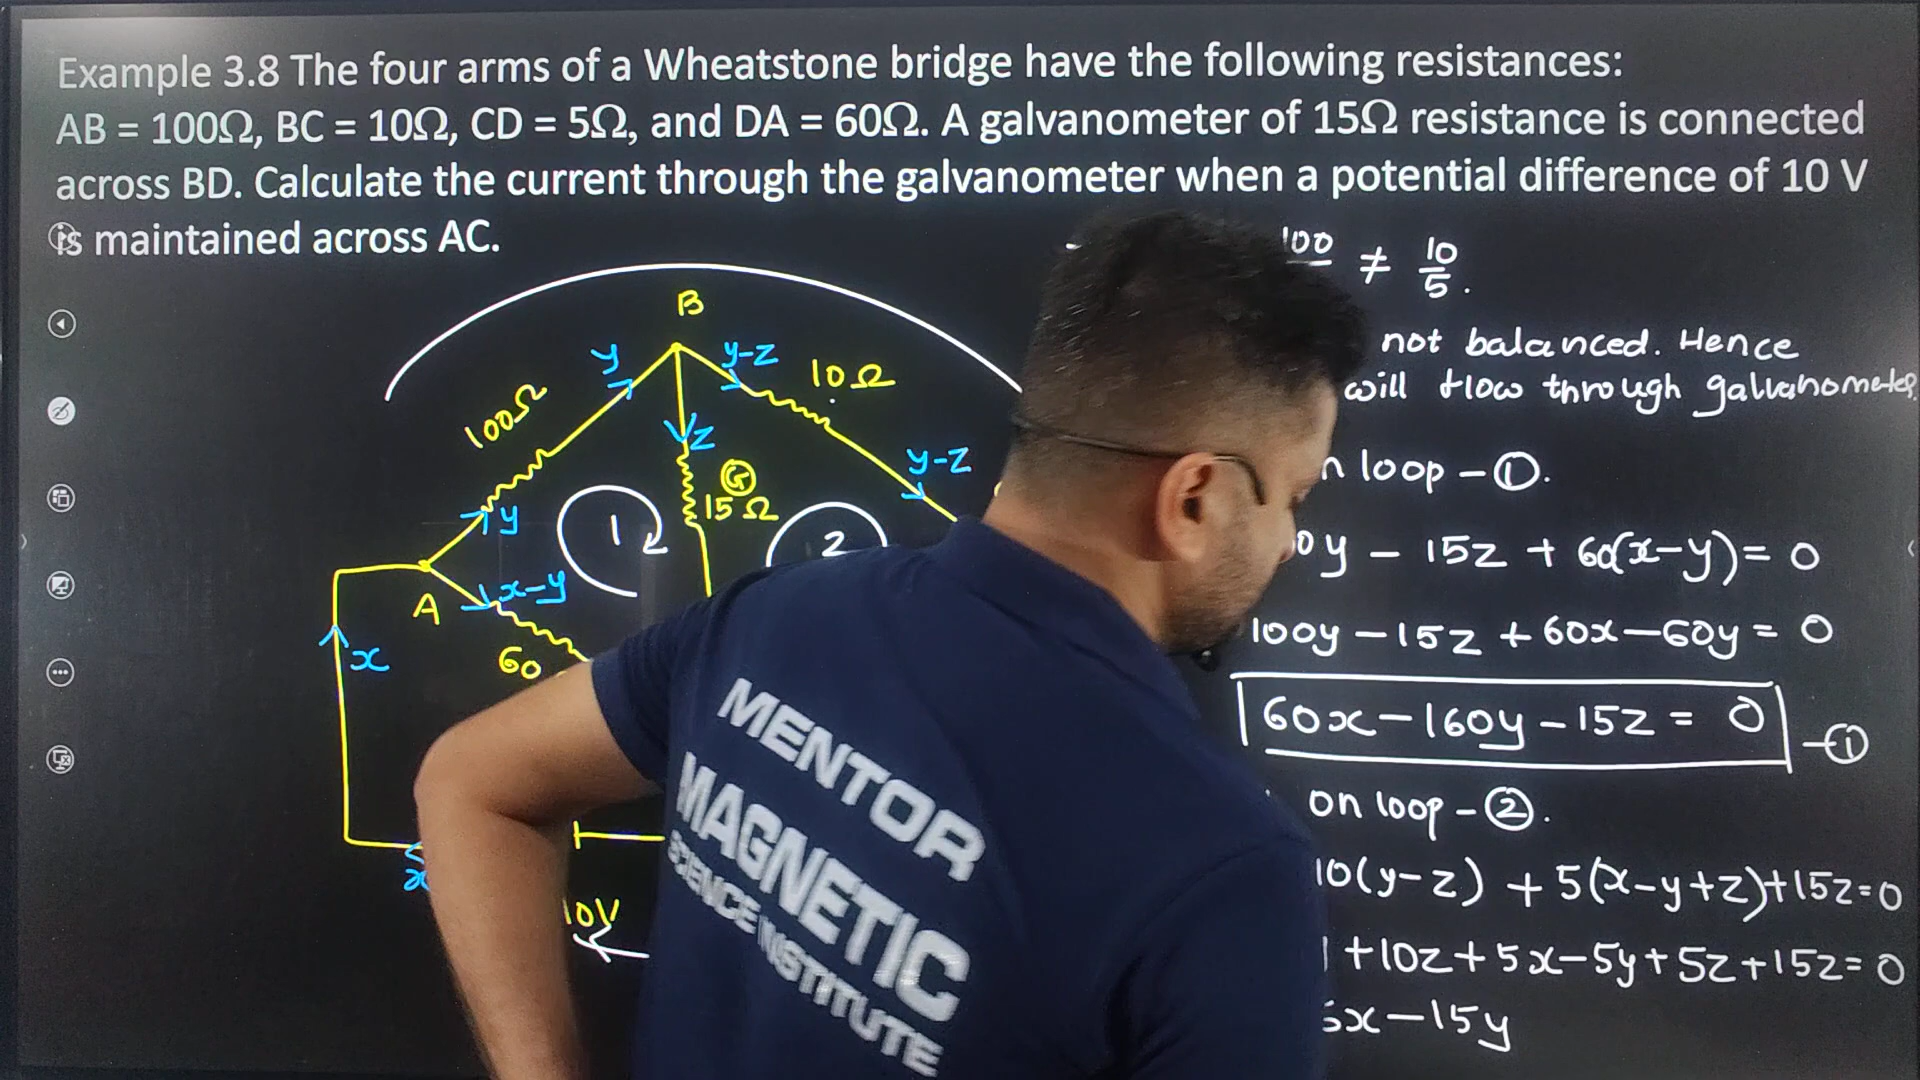 Example 3.8 The four arms of a Wheatstone bridge have the following resistances:
AB = 100Ω, BC = 10Ω, CD = 5Ω, and DA = 60Ω. A galvanometer of 15Ω resistance is connected
across BD. Calculate the current through the galvanometer when a potential difference of 10 V
is maintained across AC.
100 ≠ 10/5.
not balanced. Hence
will flow through galvanometer
on loop - ①.
0y - 15z + 60(x-y) = 0
100y - 15z + 60x - 60y = 0
60x - 160y - 15z = 0 - ①
on loop - ②.
10(y-z) + 5(x-y+z) + 15z = 0
+10z + 5x - 5y + 5z + 15z = 0
5x - 15y
B
y
y-z
10Ω
100Ω
z
y-z
G
15Ω
1
2
y
x-y
A
60
x
x
10V
MENTOR
MAGNETIC
SCIENCE INSTITUTE